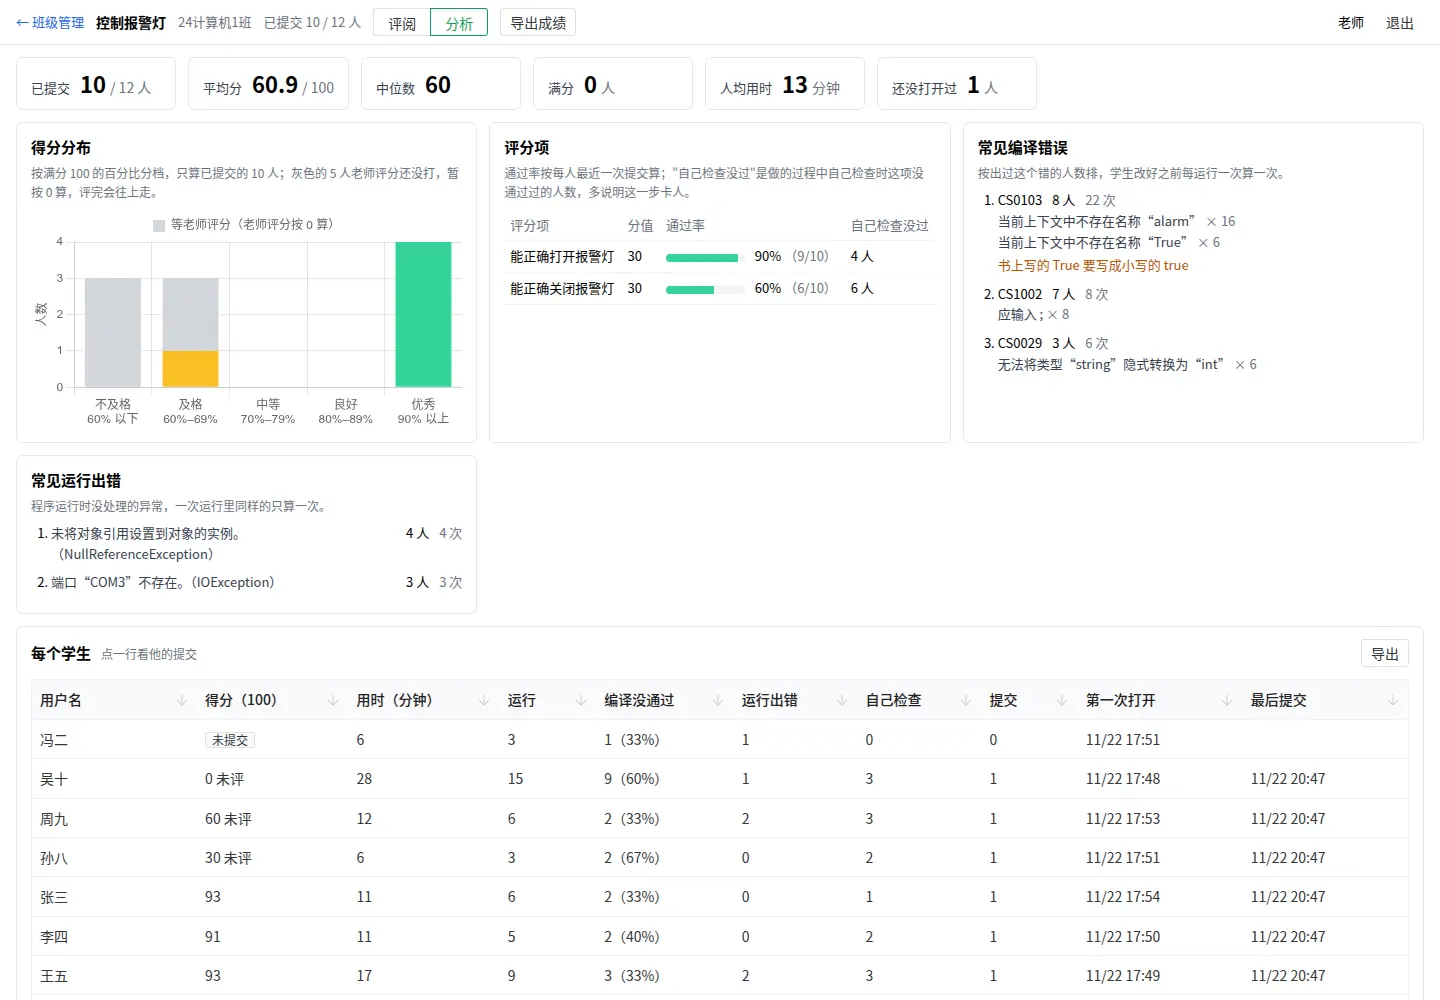 ←班级管理 控制报警灯 24计算机1班 已提交 10 / 12 人 评阅 分析 导出成绩 老师 退出
已提交 10 / 12 人 平均分 60.9 / 100 中位数 60 满分 0 人 人均用时 13 分钟 还没打开过 1 人
得分分布
按满分 100 的百分比分档，只算已提交的 10 人；灰色的 5 人老师评分还没打，暂
按 0 算，评完会往上走。
等老师评分（老师评分按 0 算）
4
3
2
1
0
人数
不及格 及格 中等 良好 优秀
60% 以下 60%–69% 70%–79% 80%–89% 90% 以上
评分项
通过率按每人最近一次提交算；"自己检查没过"是做的过程中自己检查时这项没
通过过的人数，多说明这一步卡人。
评分项 分值 通过率 自己检查没过
能正确打开报警灯 30 90%（9/10） 4 人
能正确关闭报警灯 30 60%（6/10） 6 人
常见编译错误
按出过这个错的人数排，学生改好之前每运行一次算一次。
1. CS0103 8 人 22 次
当前上下文中不存在名称“alarm” × 16
当前上下文中不存在名称“True” × 6
书上写的 True 要写成小写的 true
2. CS1002 7 人 8 次
应输入 ; × 8
3. CS0029 3 人 6 次
无法将类型“string”隐式转换为“int” × 6
常见运行出错
程序运行时没处理的异常，一次运行里同样的只算一次。
1. 未将对象引用设置到对象的实例。 4 人 4 次
（NullReferenceException）
2. 端口“COM3”不存在。（IOException） 3 人 3 次
每个学生 点一行看他的提交 导出
用户名 得分（100） 用时（分钟） 运行 编译没通过 运行出错 自己检查 提交 第一次打开 最后提交
冯二 未提交 6 3 1（33%） 1 0 0 11/22 17:51
吴十 0 未评 28 15 9（60%） 1 3 1 11/22 17:48 11/22 20:47
周九 60 未评 12 6 2（33%） 2 3 1 11/22 17:53 11/22 20:47
孙八 30 未评 6 3 2（67%） 0 2 1 11/22 17:51 11/22 20:47
张三 93 11 6 2（33%） 0 1 1 11/22 17:54 11/22 20:47
李四 91 11 5 2（40%） 0 2 1 11/22 17:50 11/22 20:47
王五 93 17 9 3（33%） 2 3 1 11/22 17:49 11/22 20:47